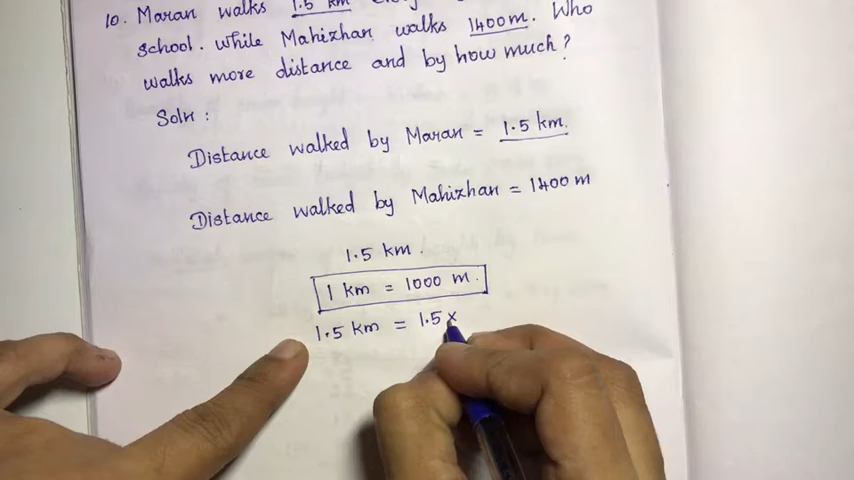 10. Maran walks 1.5 km
school. while Mahizhan walks 1400m. Who
walks more distance and by how much?
Soln :
Distance walked by Maran = 1.5 km.
Distance walked by Mahizhan = 1400 m
1.5 km.
1 km = 1000 m.
1.5 km = 1.5 x